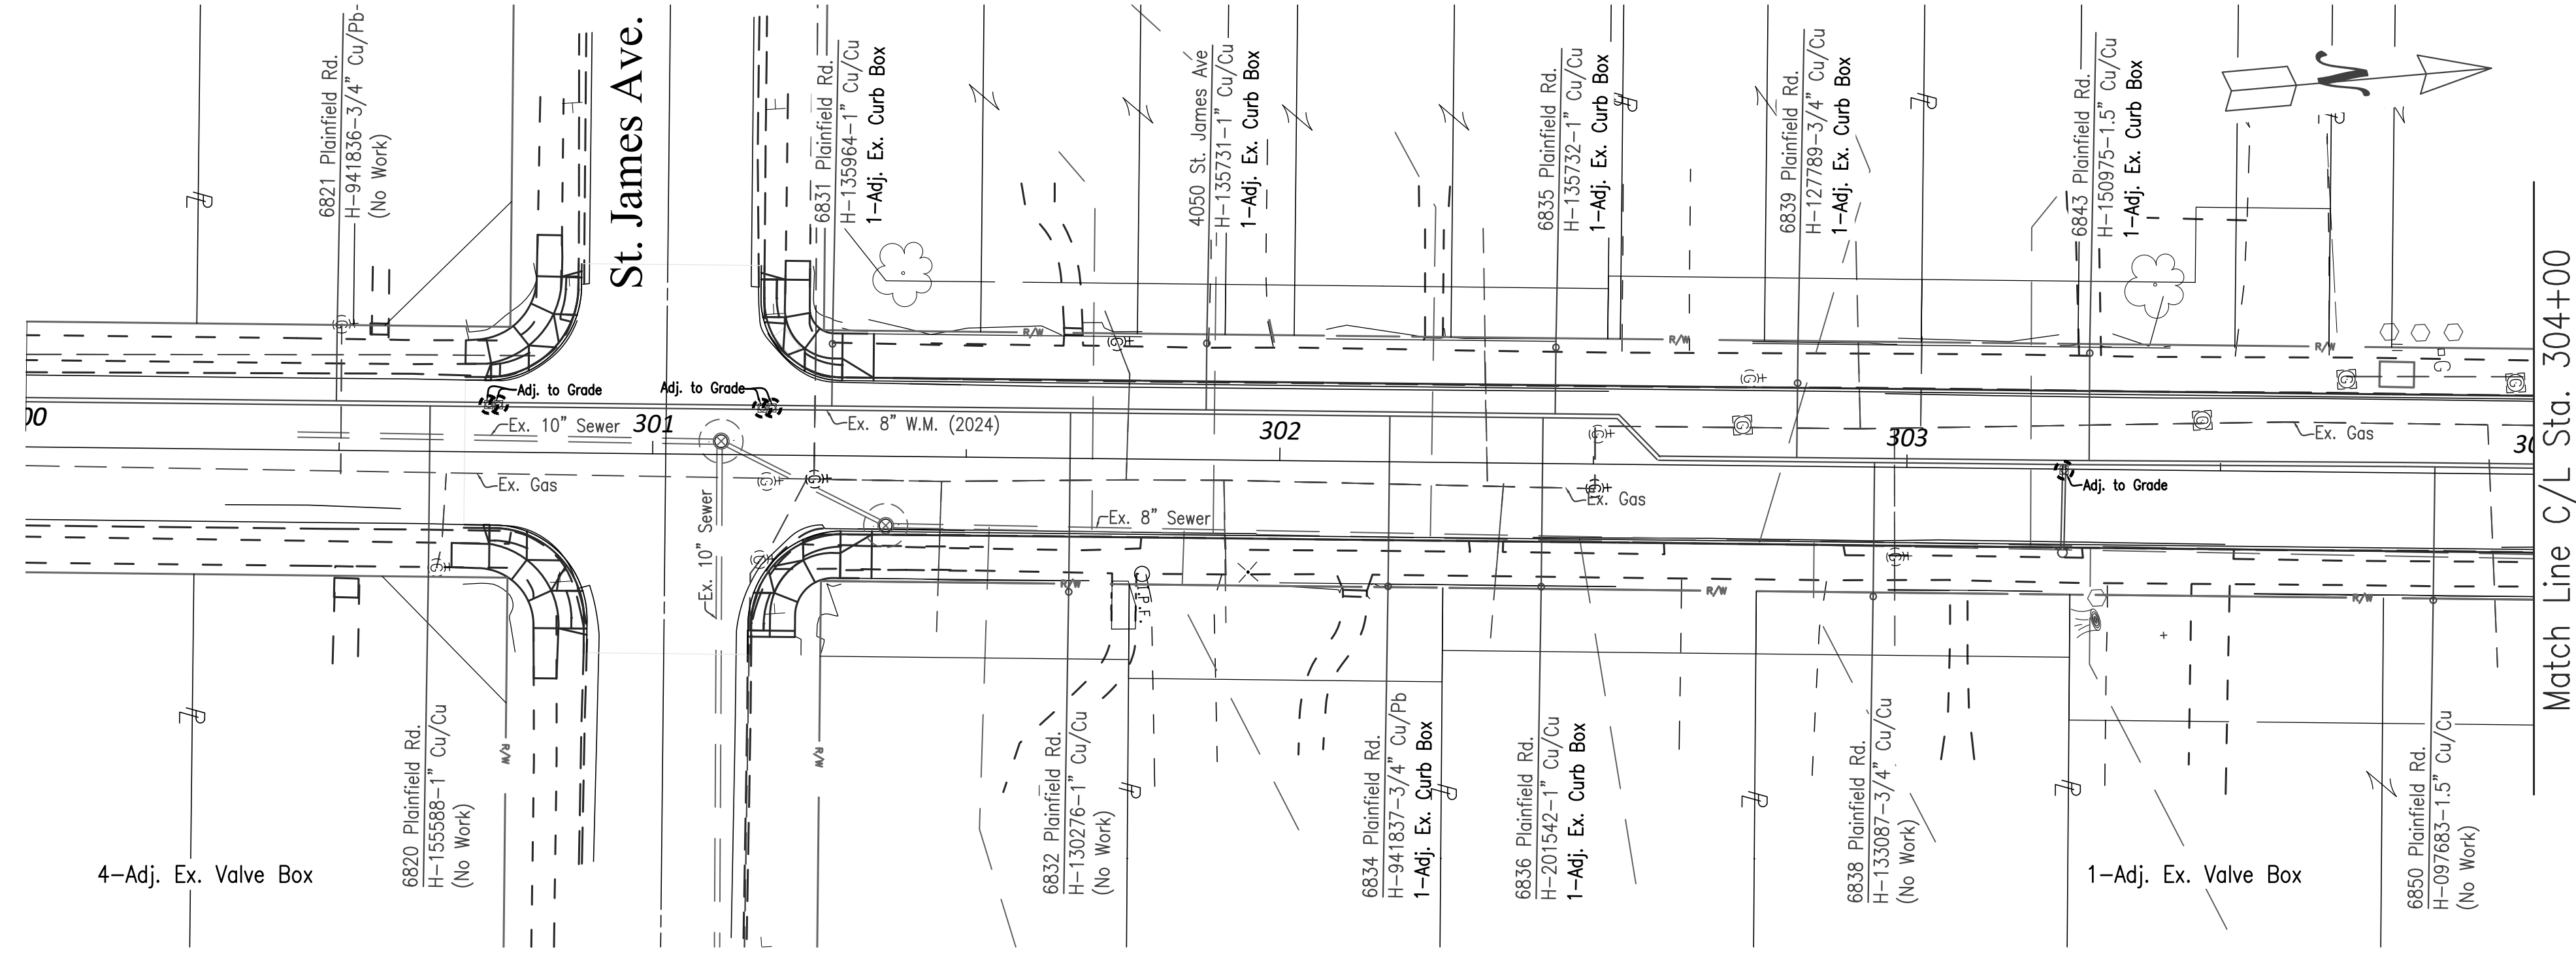 6821 Plainfield Rd.
H-941836-3/4" Cu/Pb-
(No Work)
St. James Ave.
6831 Plainfield Rd.
H-135964-1" Cu/Cu
1-Adj. Ex. Curb Box
4050 St. James Ave
H-135731-1" Cu/Cu
1-Adj. Ex. Curb Box
6835 Plainfield Rd.
H-135732-1" Cu/Cu
1-Adj. Ex. Curb Box
6839 Plainfield Rd.
H-127789-3/4" Cu/Cu
1-Adj. Ex. Curb Box
6843 Plainfield Rd.
H-150975-1.5" Cu/Cu
1-Adj. Ex. Curb Box
N
Match Line C/L Sta. 304+00
R/W
R/W
R/W
Adj. to Grade
Adj. to Grade
00
Ex. 10" Sewer
301
Ex. 8" W.M. (2024)
302
303
Ex. Gas
30
Ex. Gas
Ex. Gas
Adj. to Grade
Ex. 10" Sewer
Ex. 8" Sewer
R/W
I.P.F.
R/W
R/W
R/W
R/W
6820 Plainfield Rd.
H-155588-1" Cu/Cu
(No Work)
6832 Plainfield Rd.
H-130276-1" Cu/Cu
(No Work)
6834 Plainfield Rd.
H-941837-3/4" Cu/Pb
1-Adj. Ex. Curb Box
6836 Plainfield Rd.
H-201542-1" Cu/Cu
1-Adj. Ex. Curb Box
6838 Plainfield Rd.
H-133087-3/4" Cu/Cu
(No Work)
6850 Plainfield Rd.
H-097683-1.5" Cu/Cu
(No Work)
4-Adj. Ex. Valve Box
1-Adj. Ex. Valve Box